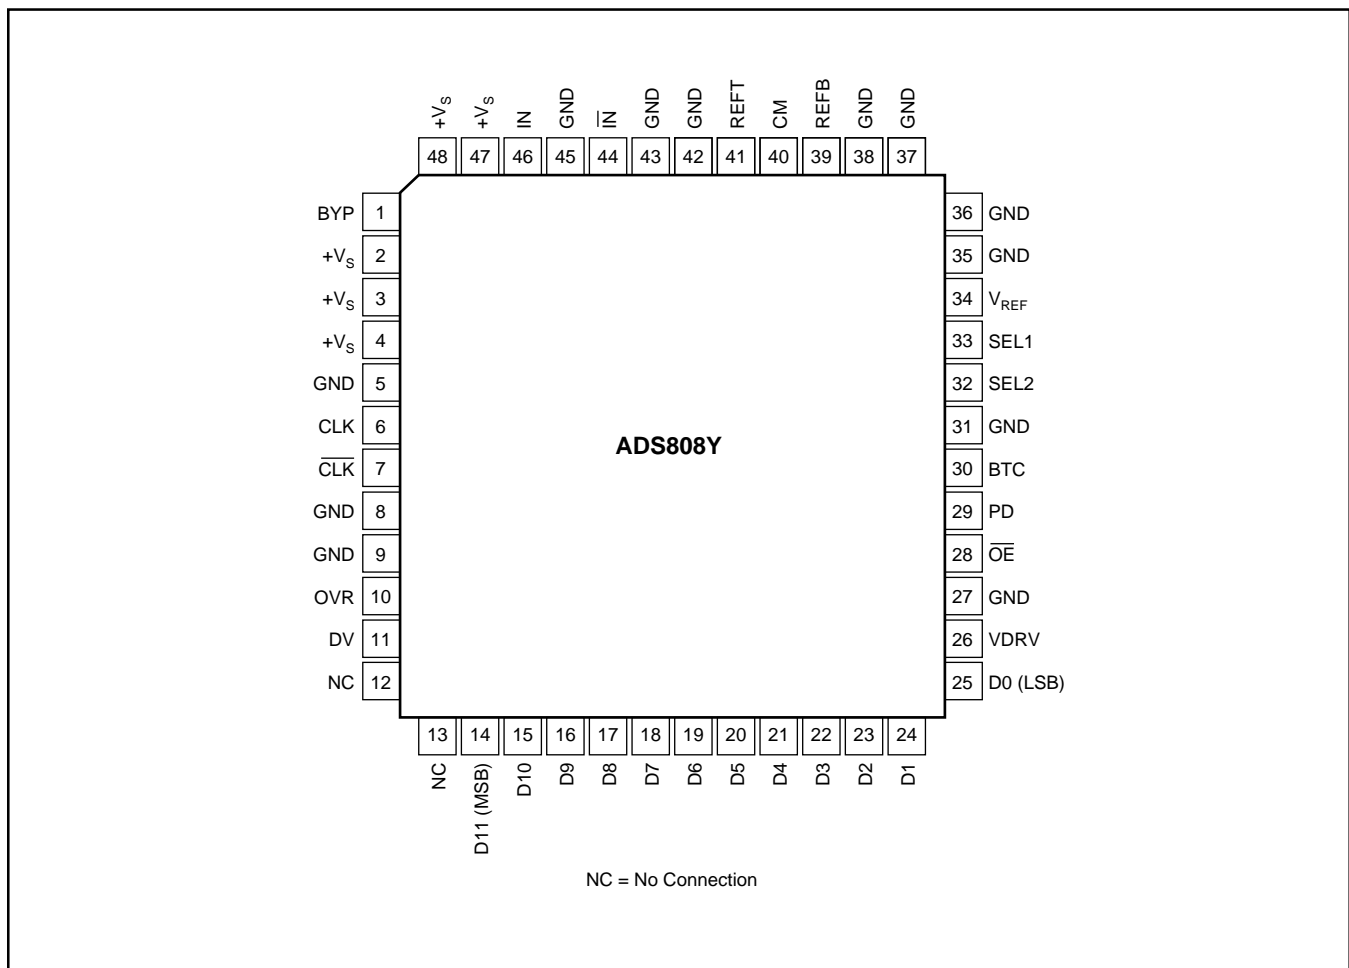 +VS
+VS
IN
GND
I̅N̅
GND
GND
REFT
CM
REFB
GND
GND
48 47 46 45 44 43 42 41 40 39 38 37
BYP 1
+VS 2
+VS 3
+VS 4
GND 5
CLK 6
C̅L̅K̅ 7
GND 8
GND 9
OVR 10
DV 11
NC 12
ADS808Y
36 GND
35 GND
34 VREF
33 SEL1
32 SEL2
31 GND
30 BTC
29 PD
28 O̅E̅
27 GND
26 VDRV
25 D0 (LSB)
13 14 15 16 17 18 19 20 21 22 23 24
NC
D11 (MSB)
D10
D9
D8
D7
D6
D5
D4
D3
D2
D1
NC = No Connection